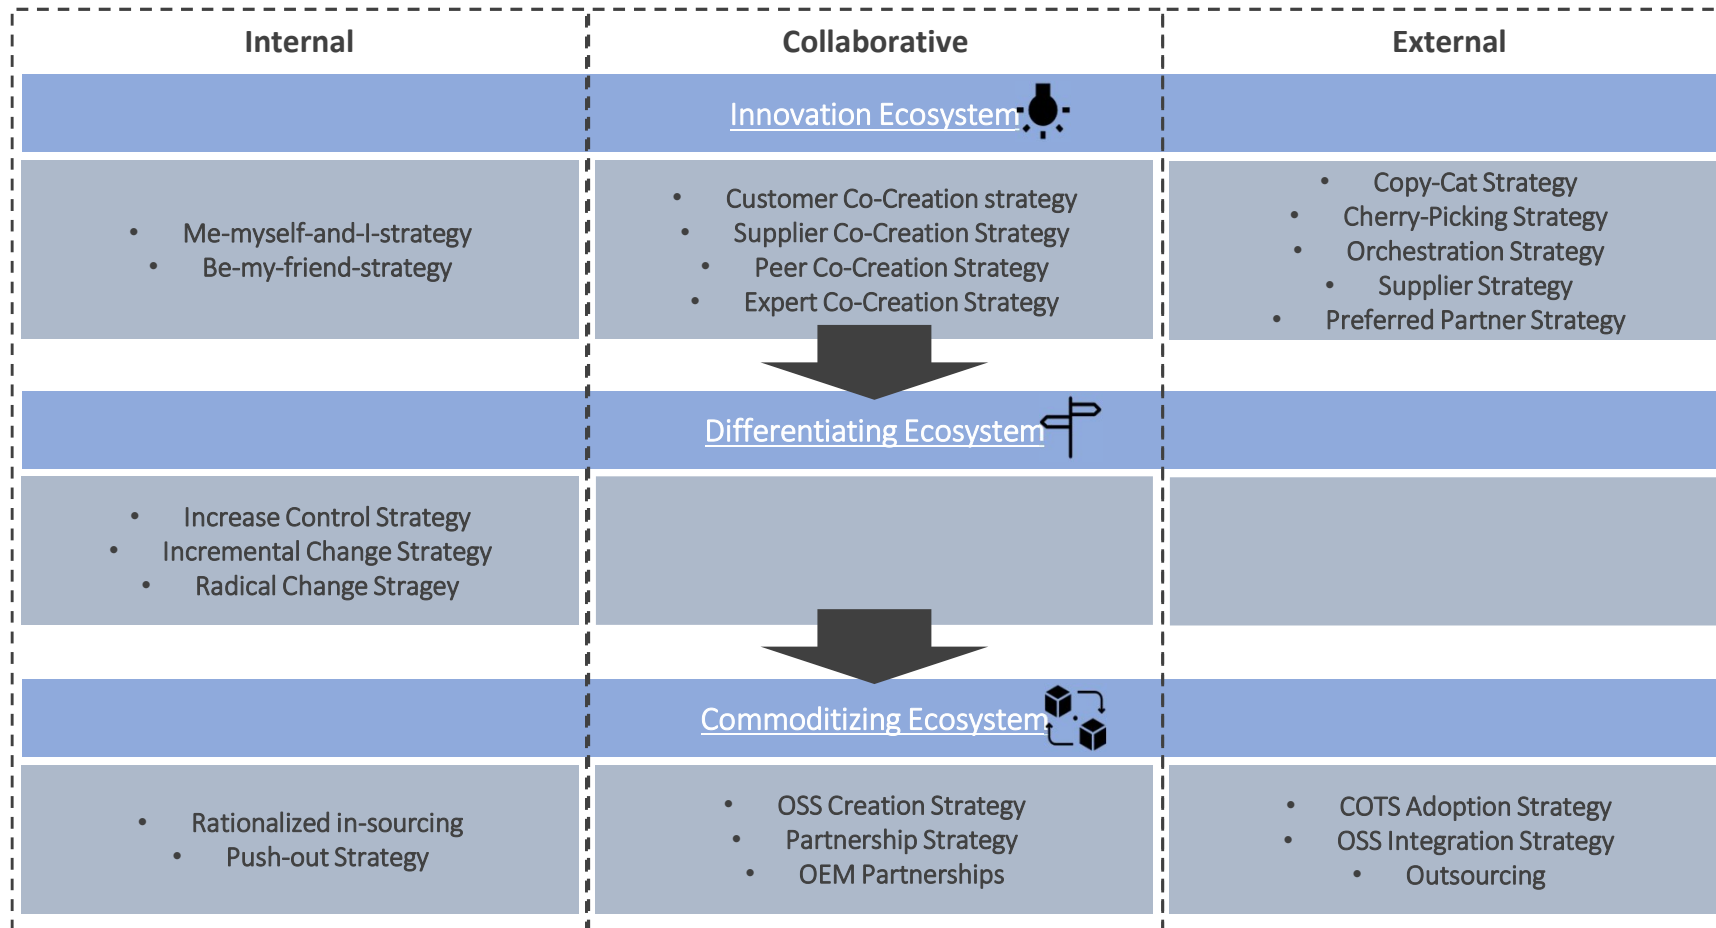 Internal
Collaborative
External
Innovation Ecosystem
• Me-myself-and-I-strategy
• Be-my-friend-strategy
• Customer Co-Creation strategy
• Supplier Co-Creation Strategy
• Peer Co-Creation Strategy
• Expert Co-Creation Strategy
• Copy-Cat Strategy
• Cherry-Picking Strategy
• Orchestration Strategy
• Supplier Strategy
• Preferred Partner Strategy
Differentiating Ecosystem
• Increase Control Strategy
• Incremental Change Strategy
• Radical Change Stragey
Commoditizing Ecosystem
• Rationalized in-sourcing
• Push-out Strategy
• OSS Creation Strategy
• Partnership Strategy
• OEM Partnerships
• COTS Adoption Strategy
• OSS Integration Strategy
• Outsourcing